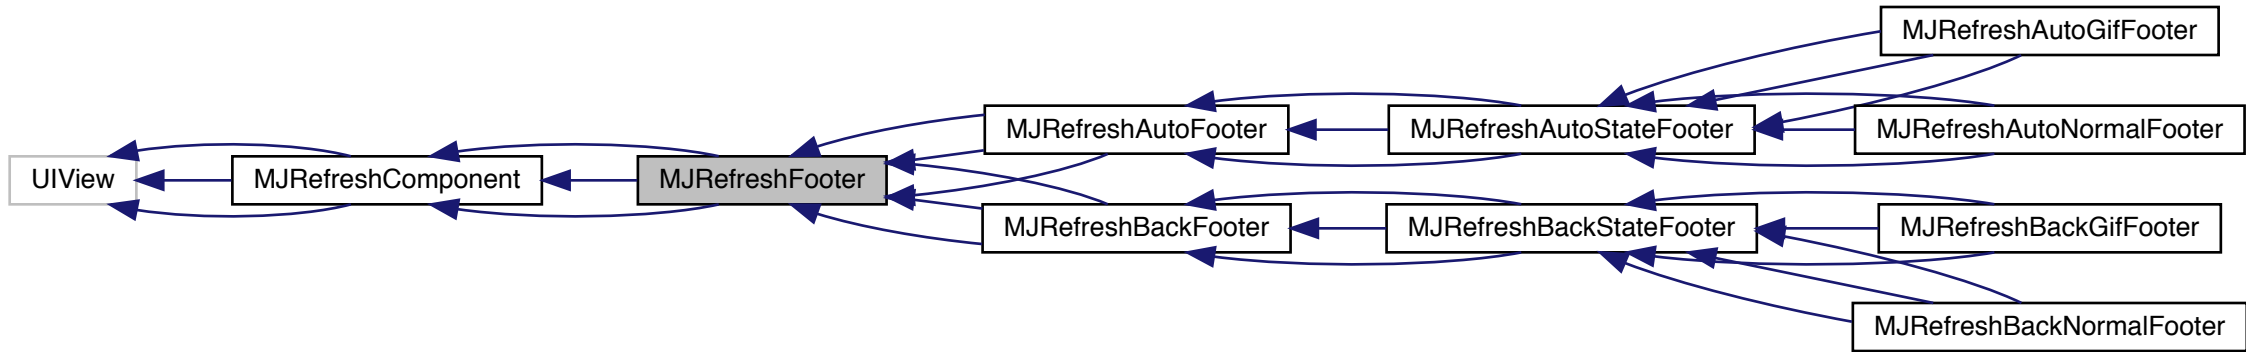 UIView
MJRefreshComponent
MJRefreshFooter
MJRefreshAutoFooter
MJRefreshBackFooter
MJRefreshAutoStateFooter
MJRefreshBackStateFooter
MJRefreshAutoGifFooter
MJRefreshAutoNormalFooter
MJRefreshBackGifFooter
MJRefreshBackNormalFooter